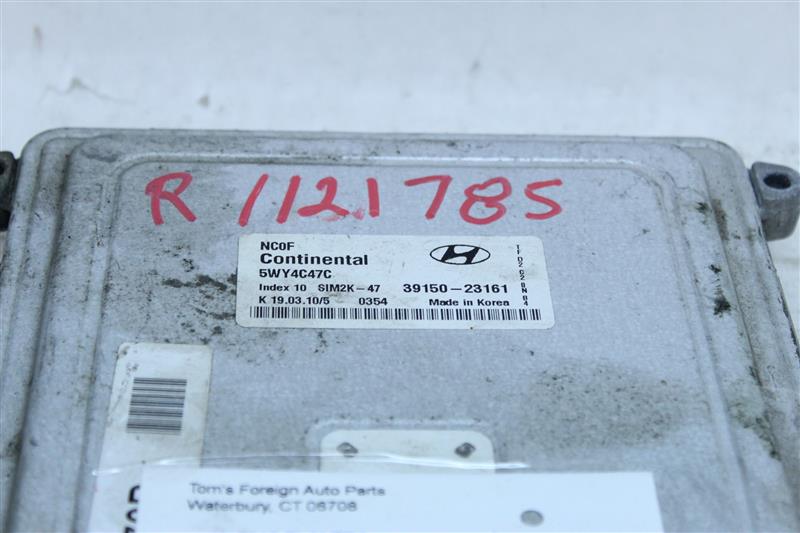 R 1121785
NC0F
Continental
5WY4C47C
Index 10 SIM2K-47 39150-23161
K 19.03.10/5 0354 Made in Korea
Tom's Foreign Auto Parts
Waterbury, CT 06708